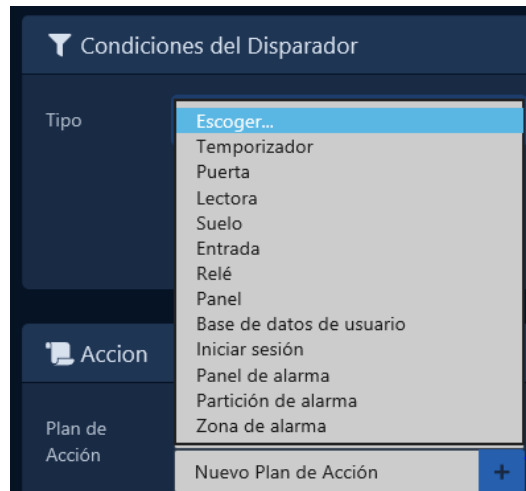 Condiciones del Disparador
Tipo
Escoger...
Temporizador
Puerta
Lectora
Suelo
Entrada
Relé
Panel
Base de datos de usuario
Iniciar sesión
Panel de alarma
Partición de alarma
Zona de alarma
Accion
Plan de
Acción
Nuevo Plan de Acción +